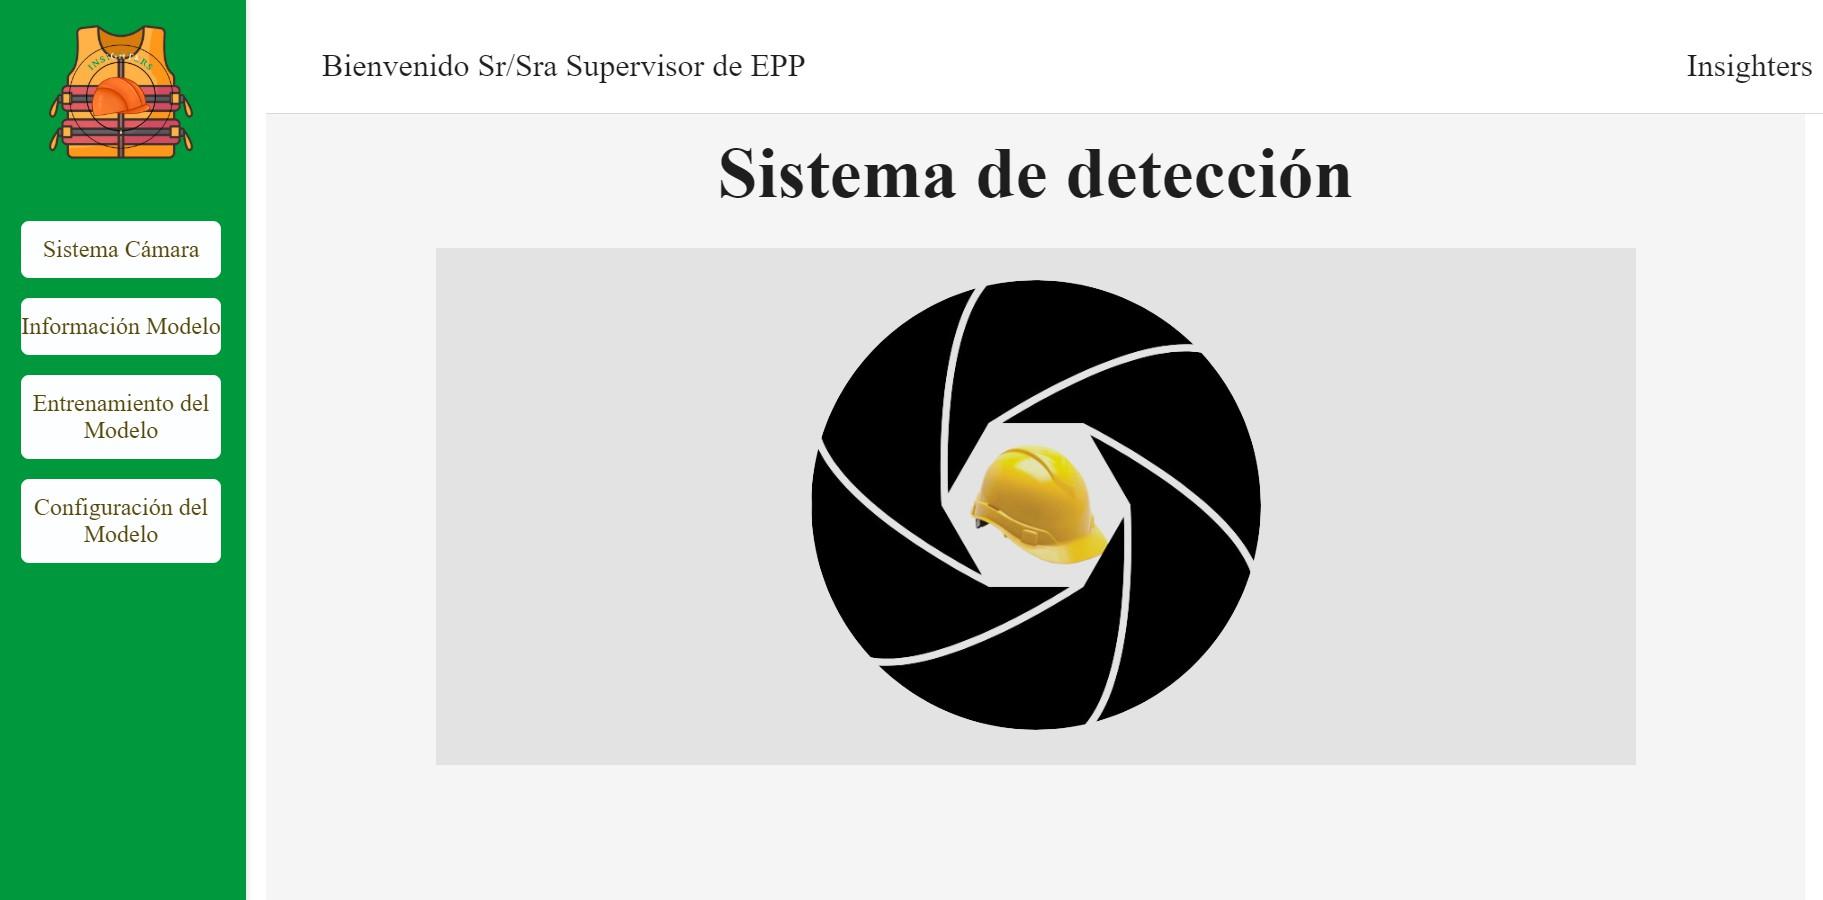 INSIGHTERS
Bienvenido Sr/Sra Supervisor de EPP
Insighters
Sistema de detección
Sistema Cámara
Información Modelo
Entrenamiento del
Modelo
Configuración del
Modelo